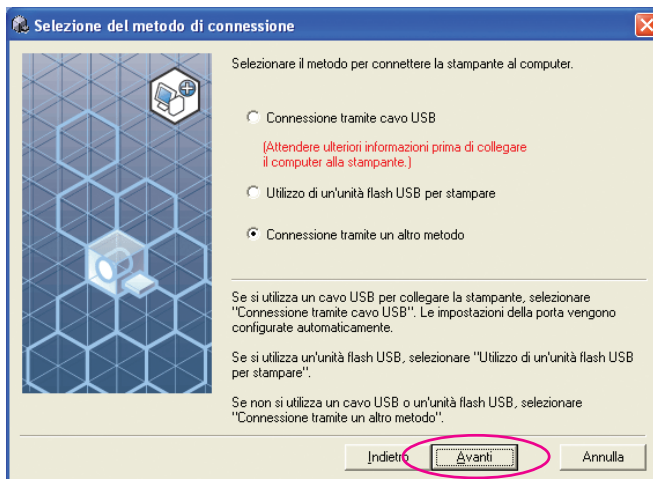 Selezione del metodo di connessione
Selezionare il metodo per connettere la stampante al computer.
Connessione tramite cavo USB
(Attendere ulteriori informazioni prima di collegare
il computer alla stampante.)
Utilizzo di un'unità flash USB per stampare
Connessione tramite un altro metodo
Se si utilizza un cavo USB per collegare la stampante, selezionare
"Connessione tramite cavo USB". Le impostazioni della porta vengono
configurate automaticamente.
Se si utilizza un'unità flash USB, selezionare "Utilizzo di un'unità flash USB
per stampare".
Se non si utilizza un cavo USB o un'unità flash USB, selezionare
"Connessione tramite un altro metodo".
Indietro Avanti Annulla